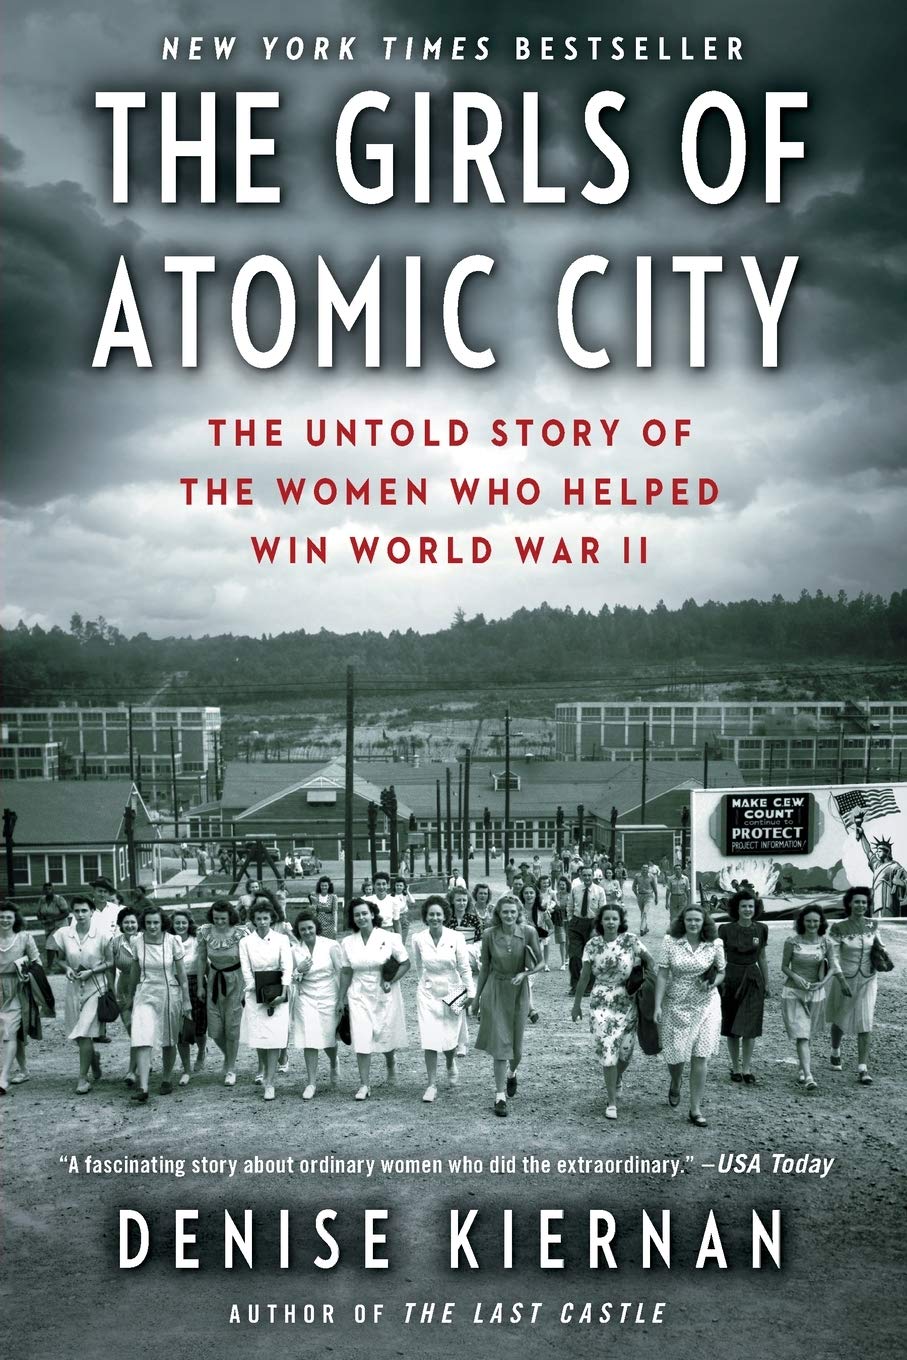 NEW YORK TIMES BESTSELLER
THE GIRLS OF
ATOMIC CITY
THE UNTOLD STORY OF
THE WOMEN WHO HELPED
WIN WORLD WAR II
MAKE C.E.W.
COUNT
continue to
PROTECT
PROJECT INFORMATION!
“A fascinating story about ordinary women who did the extraordinary.” —USA Today
DENISE KIERNAN
AUTHOR OF THE LAST CASTLE